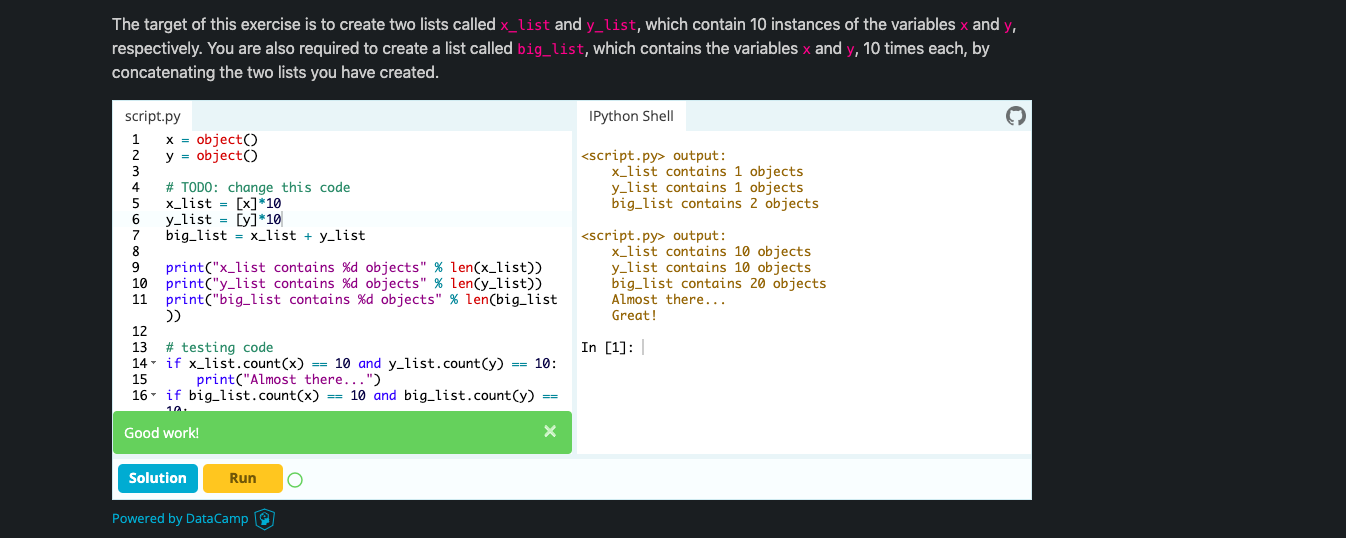 The target of this exercise is to create two lists called x_list and y_list, which contain 10 instances of the variables x and y,
respectively. You are also required to create a list called big_list, which contains the variables x and y, 10 times each, by
concatenating the two lists you have created.
script.py
1 x = object()
2 y = object()
3
4 # TODO: change this code
5 x_list = [x]*10
6 y_list = [y]*10
7 big_list = x_list + y_list
8
9 print("x_list contains %d objects" % len(x_list))
10 print("y_list contains %d objects" % len(y_list))
11 print("big_list contains %d objects" % len(big_list
))
12
13 # testing code
14 if x_list.count(x) == 10 and y_list.count(y) == 10:
15     print("Almost there...")
16 if big_list.count(x) == 10 and big_list.count(y) ==
10:
Good work!
Solution Run
IPython Shell
<script.py> output:
    x_list contains 1 objects
    y_list contains 1 objects
    big_list contains 2 objects
<script.py> output:
    x_list contains 10 objects
    y_list contains 10 objects
    big_list contains 20 objects
    Almost there...
    Great!
In [1]:
Powered by DataCamp